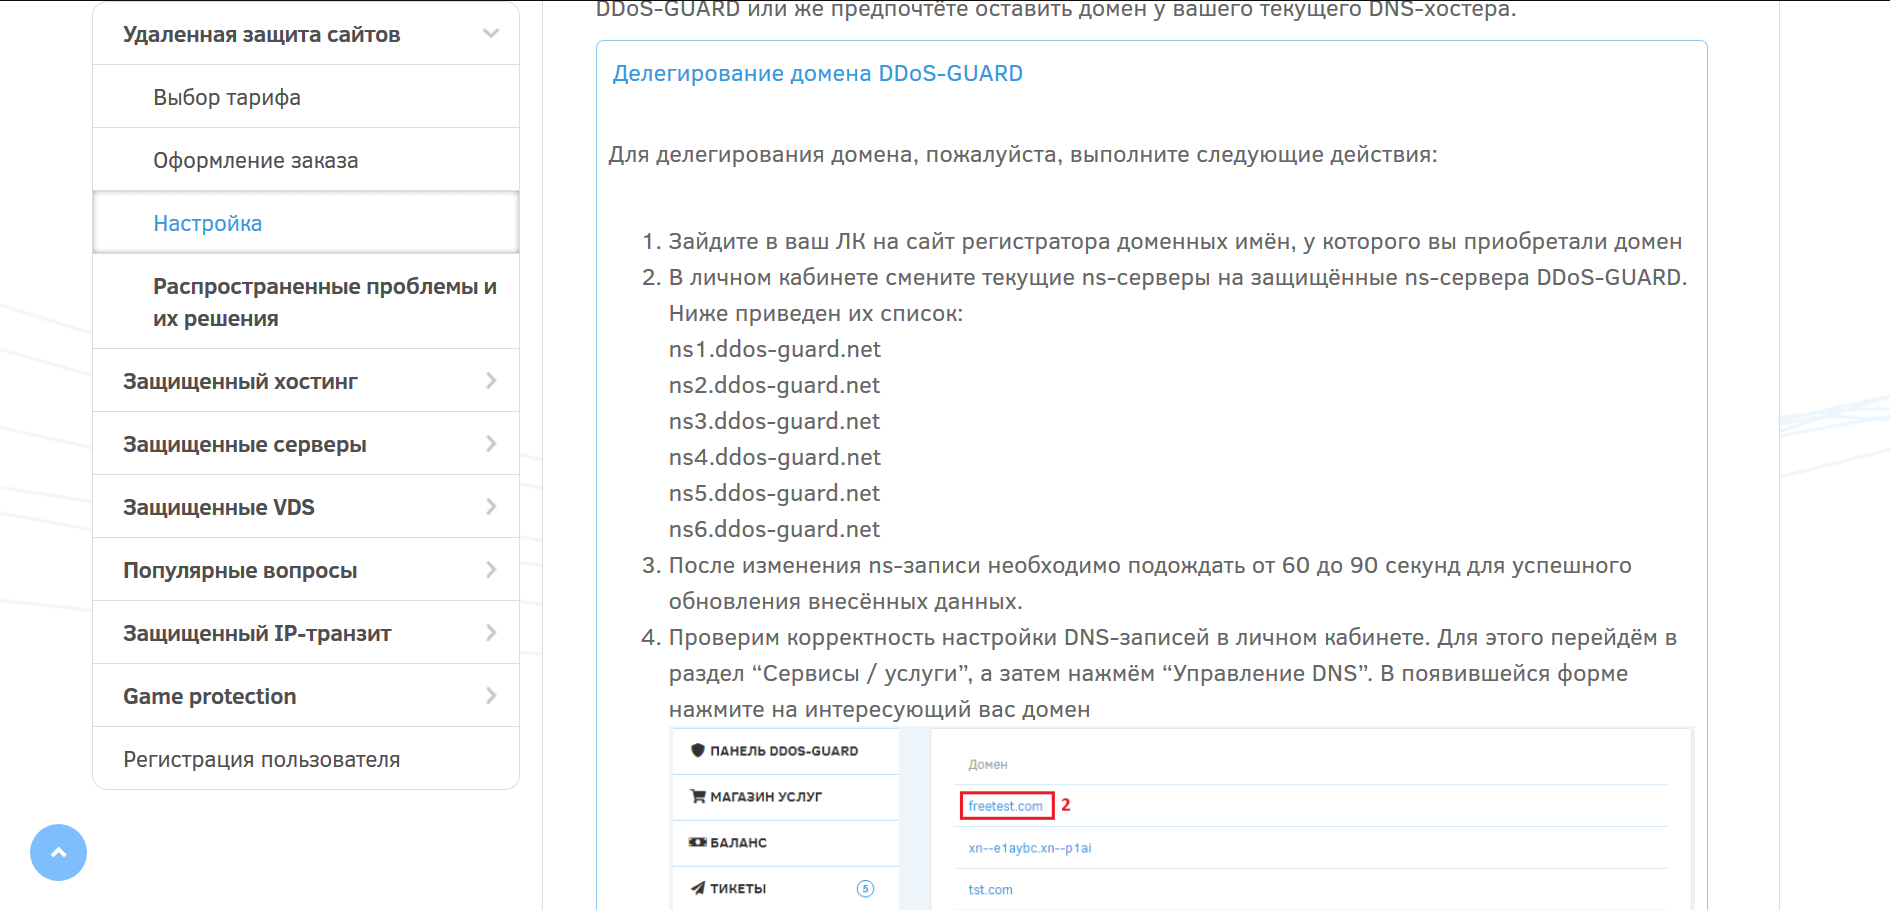 DDoS-GUARD или же предпочтёте оставить домен у вашего текущего DNS-хостера.
Удаленная защита сайтов
Выбор тарифа
Оформление заказа
Настройка
Распространенные проблемы и
их решения
Защищенный хостинг
Защищенные серверы
Защищенные VDS
Популярные вопросы
Защищенный IP-транзит
Game protection
Регистрация пользователя
Делегирование домена DDoS-GUARD
Для делегирования домена, пожалуйста, выполните следующие действия:
1. Зайдите в ваш ЛК на сайт регистратора доменных имён, у которого вы приобретали домен
2. В личном кабинете смените текущие ns-серверы на защищённые ns-сервера DDoS-GUARD.
Ниже приведен их список:
ns1.ddos-guard.net
ns2.ddos-guard.net
ns3.ddos-guard.net
ns4.ddos-guard.net
ns5.ddos-guard.net
ns6.ddos-guard.net
3. После изменения ns-записи необходимо подождать от 60 до 90 секунд для успешного
обновления внесённых данных.
4. Проверим корректность настройки DNS-записей в личном кабинете. Для этого перейдём в
раздел “Сервисы / услуги”, а затем нажмём “Управление DNS”. В появившейся форме
нажмите на интересующий вас домен
ПАНЕЛЬ DDOS-GUARD
МАГАЗИН УСЛУГ
БАЛАНС
ТИКЕТЫ 5
Домен
freetest.com 2
xn--e1aybc.xn--p1ai
tst.com